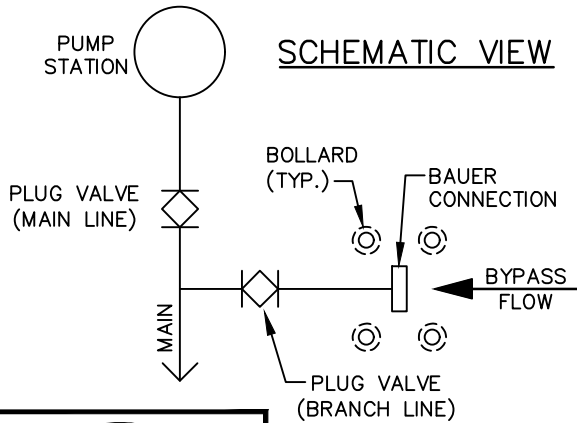 PUMP
STATION
SCHEMATIC VIEW
BOLLARD
(TYP.)
BAUER
CONNECTION
PLUG VALVE
(MAIN LINE)
BYPASS
FLOW
MAIN
PLUG VALVE
(BRANCH LINE)